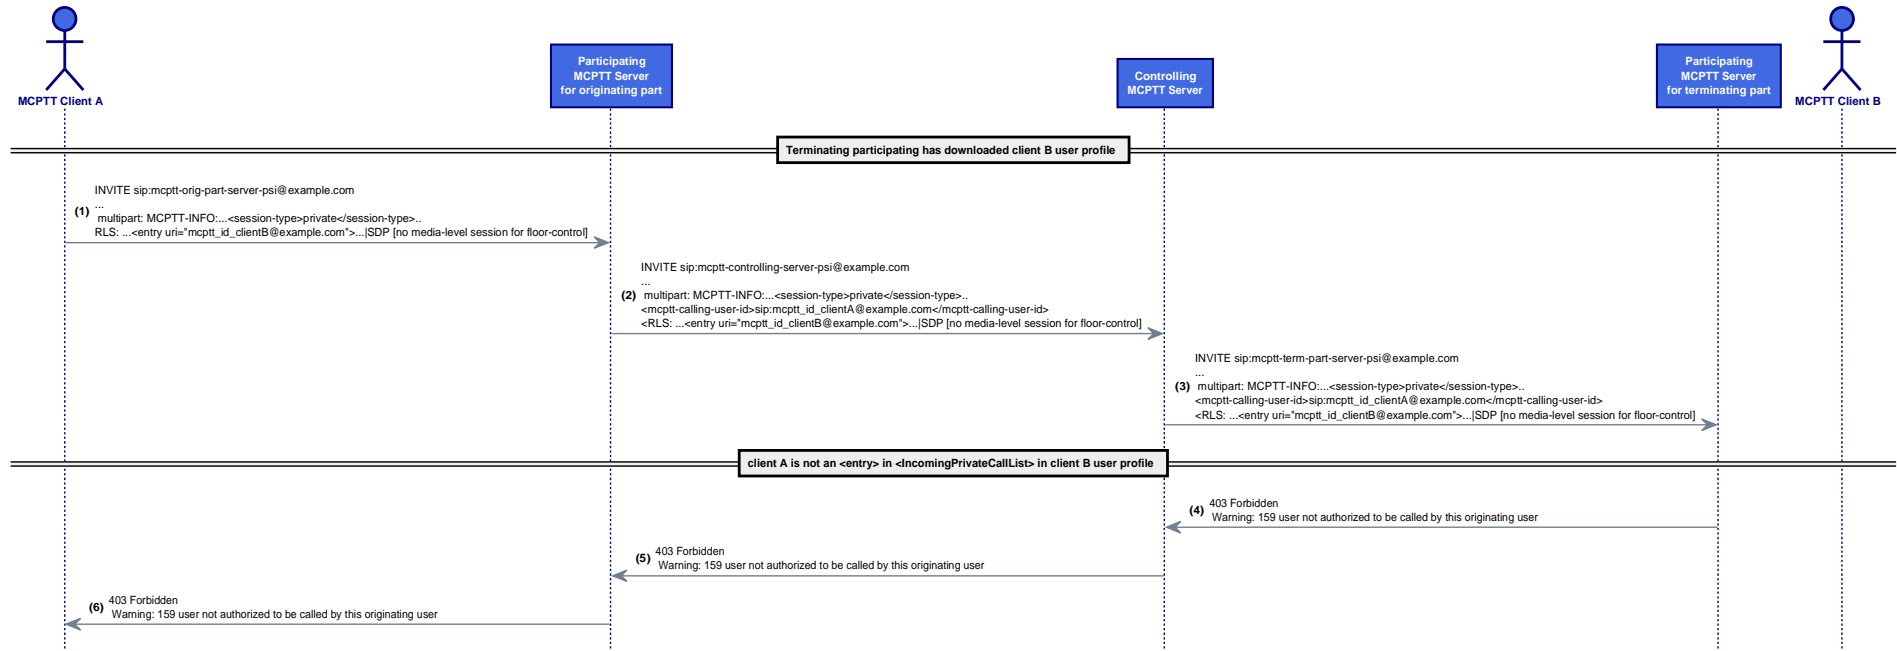 MCPTT Client A
Participating
MCPTT Server
for originating part
Controlling
MCPTT Server
Participating
MCPTT Server
for terminating part
MCPTT Client B
Terminating participating has downloaded client B user profile
INVITE sip:mcptt-orig-part-server-psi@example.com
...
(1) multipart: MCPTT-INFO:...<session-type>private</session-type>..
RLS: ...<entry uri="mcptt_id_clientB@example.com">...|SDP [no media-level session for floor-control]
INVITE sip:mcptt-controlling-server-psi@example.com
...
(2) multipart: MCPTT-INFO:...<session-type>private</session-type>..
<mcptt-calling-user-id>sip:mcptt_id_clientA@example.com</mcptt-calling-user-id>
<RLS: ...<entry uri="mcptt_id_clientB@example.com">...|SDP [no media-level session for floor-control]
INVITE sip:mcptt-term-part-server-psi@example.com
...
(3) multipart: MCPTT-INFO:...<session-type>private</session-type>..
<mcptt-calling-user-id>sip:mcptt_id_clientA@example.com</mcptt-calling-user-id>
<RLS: ...<entry uri="mcptt_id_clientB@example.com">...|SDP [no media-level session for floor-control]
client A is not an <entry> in <IncomingPrivateCallList> in client B user profile
(4) 403 Forbidden
Warning: 159 user not authorized to be called by this originating user
(5) 403 Forbidden
Warning: 159 user not authorized to be called by this originating user
(6) 403 Forbidden
Warning: 159 user not authorized to be called by this originating user